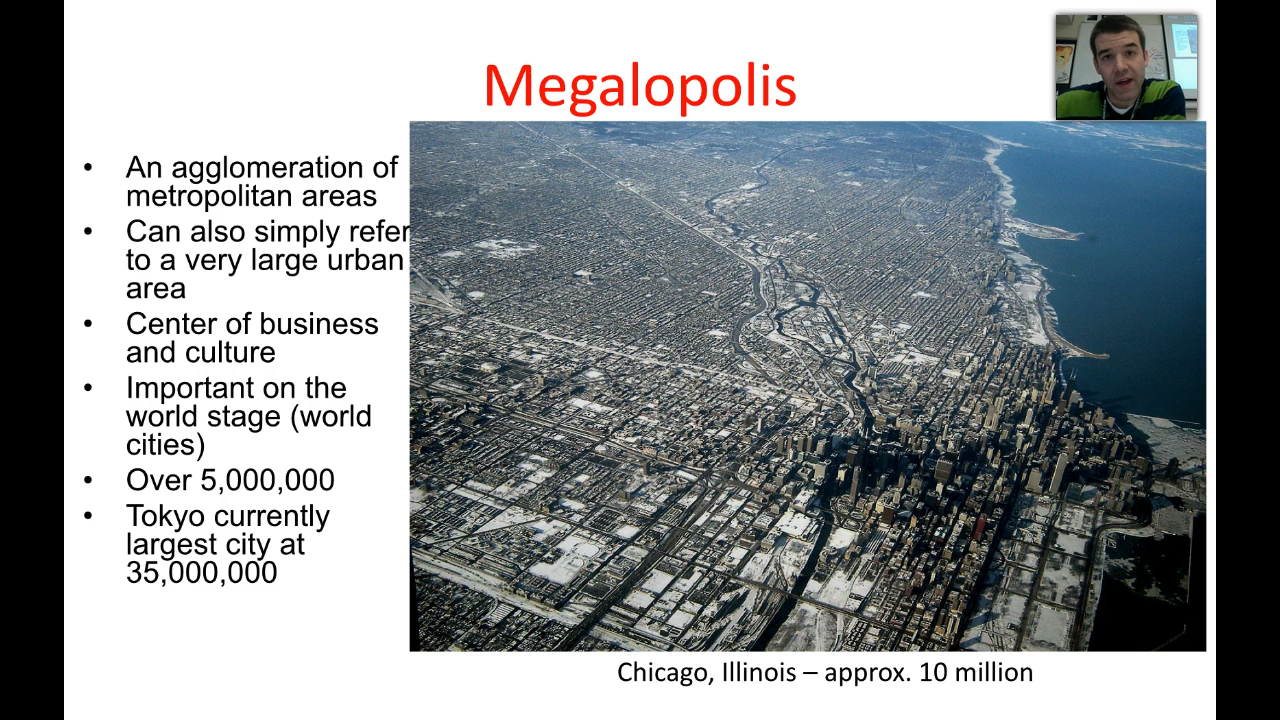 Megalopolis
• An agglomeration of
metropolitan areas
• Can also simply refer
to a very large urban
area
• Center of business
and culture
• Important on the
world stage (world
cities)
• Over 5,000,000
• Tokyo currently
largest city at
35,000,000
Chicago, Illinois – approx. 10 million